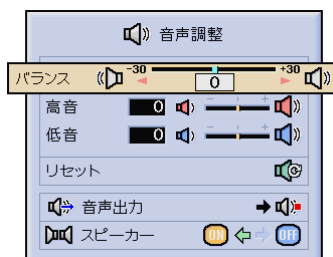 音声調整
バランス -30 0 +30
高音 0 - +
低音 0 - +
リセット
音声出力
スピーカー ON OFF